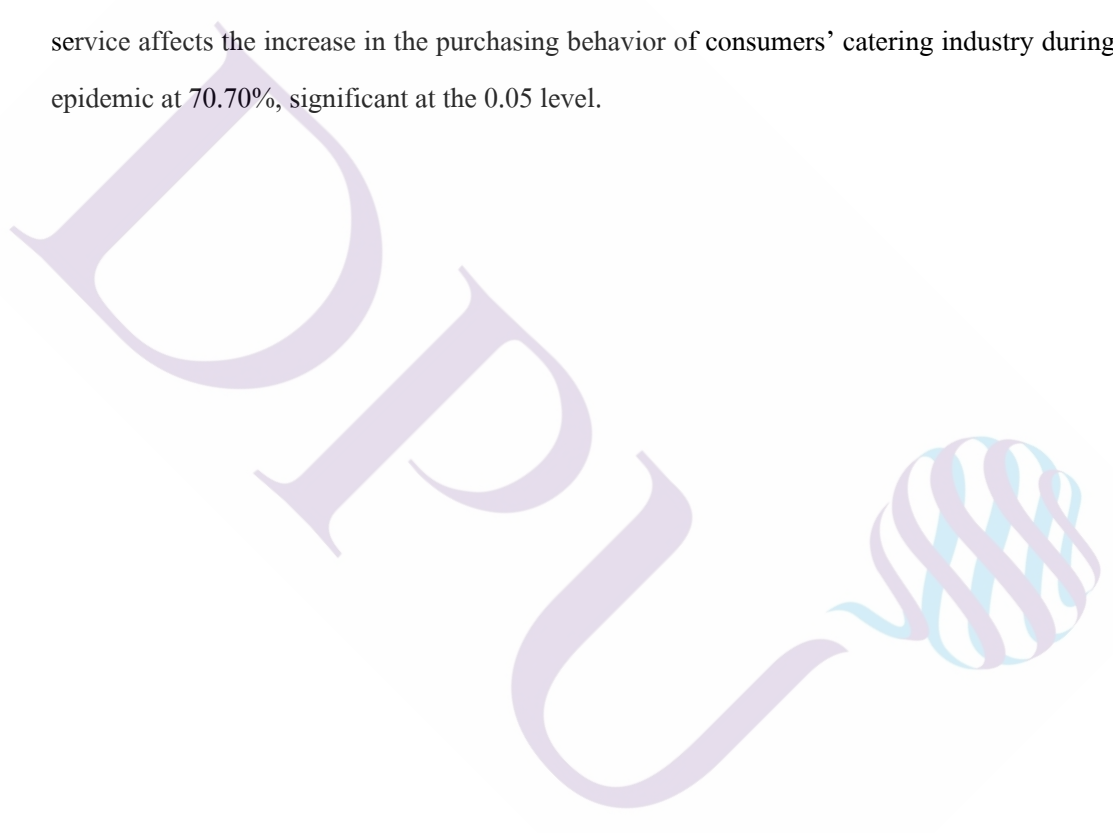 service affects the increase in the purchasing behavior of consumers’ catering industry during
epidemic at 70.70%, significant at the 0.05 level.
DPU